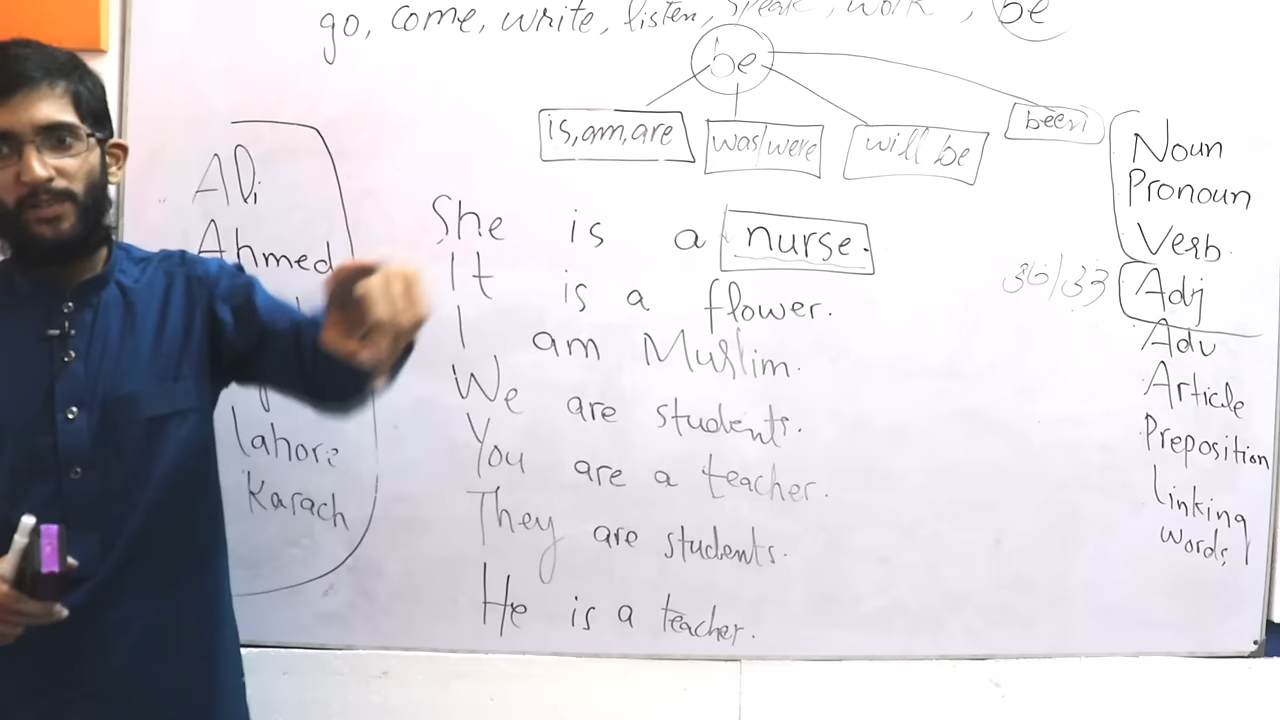 go, come, write, listen, speak, work, be
be
is, am, are
was/were
will be
been
Ali
Ahmed
lahore
Karach
She is a nurse.
It is a flower.
I am Muslim.
We are students.
You are a teacher.
They are students.
He is a teacher.
36/33
Noun
Pronoun
Verb
Adj
Adv
Article
Preposition
Linking
words